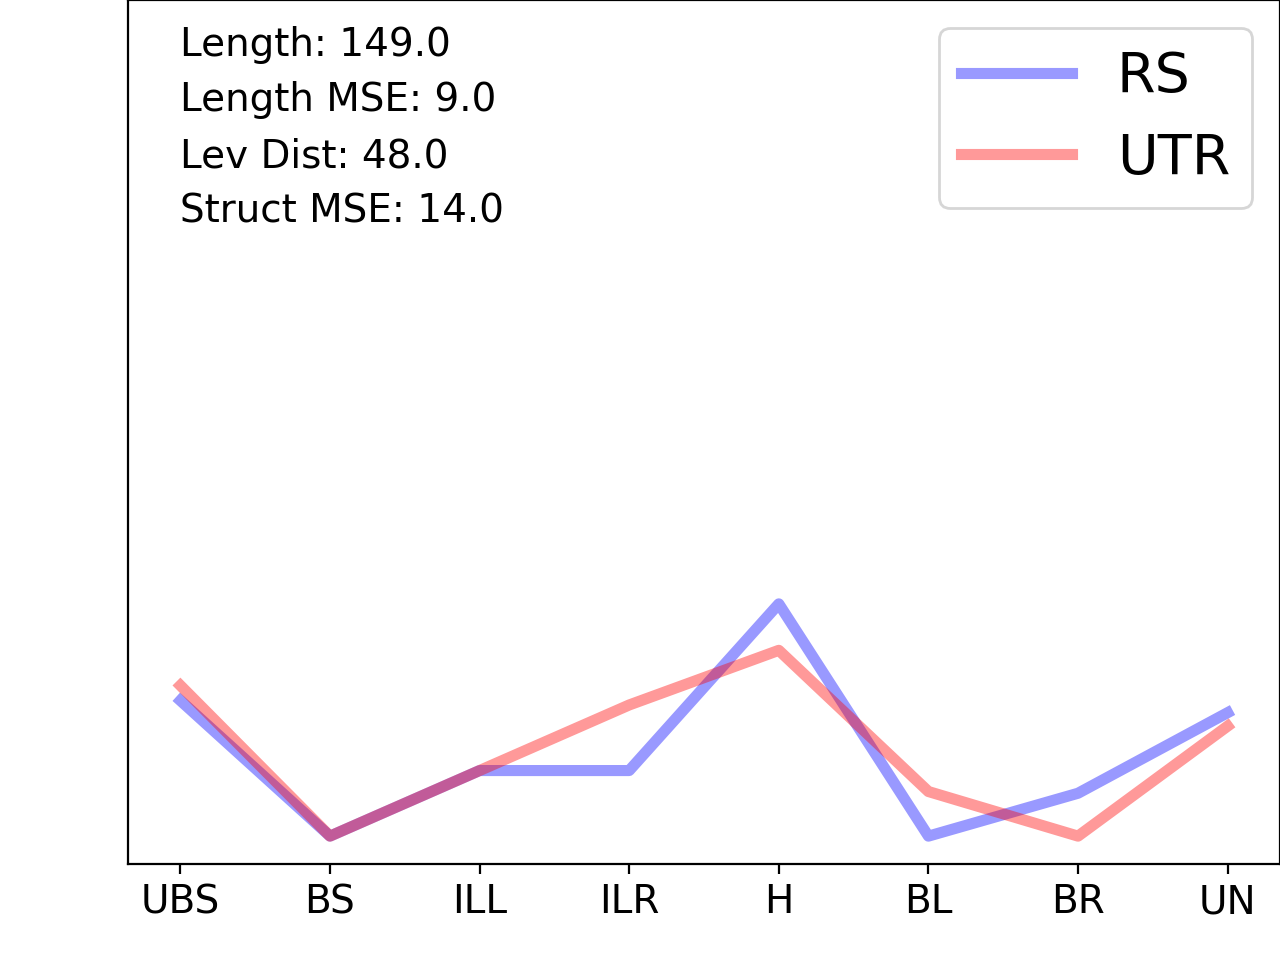 Length: 149.0
Length MSE: 9.0
Lev Dist: 48.0
Struct MSE: 14.0
RS
UTR
UBS BS ILL ILR H BL BR UN